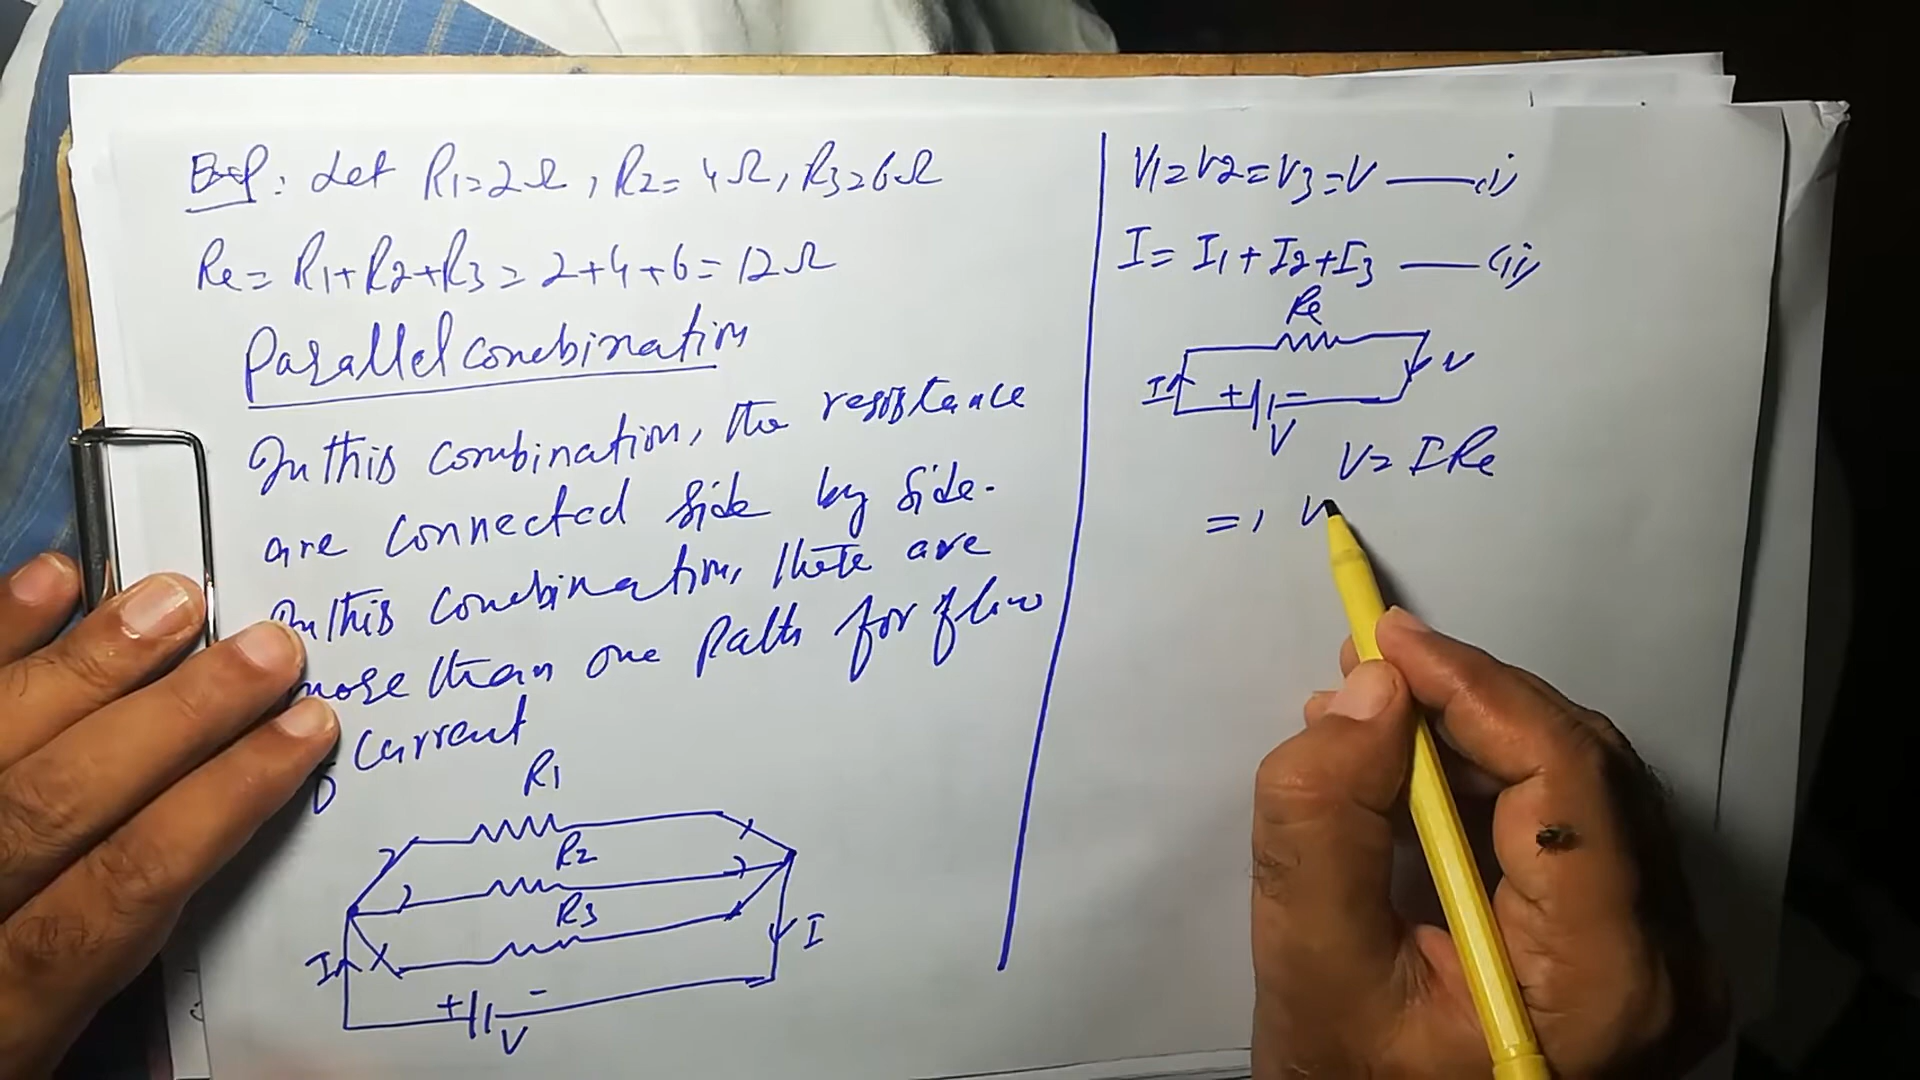 Exp: Let R1=2Ω, R2=4Ω, R3=6Ω
Re= R1+R2+R3= 2+4+6= 12Ω
Parallel combination
In this combination, the resistance
are connected side by side.
In this combination, there are
more than one path for flow
current
R1
R2
R3
I
I
+ -
V
V1=V2=V3=V —(i)
I= I1+I2+I3 —(ii)
Re
I
+ -
V
V= IRe
=) V